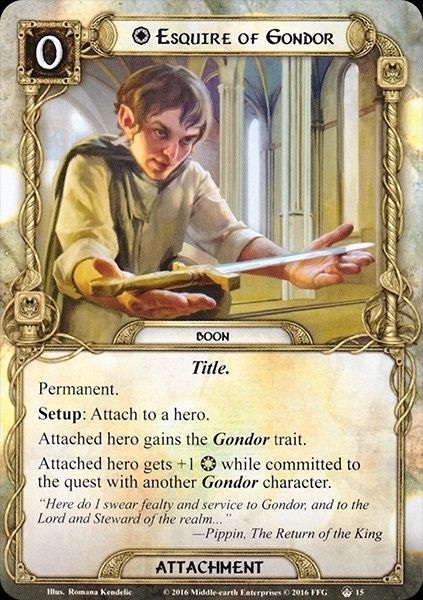 0
Esquire of Gondor
Boon
Title.
Permanent.
Setup: Attach to a hero.
Attached hero gains the Gondor trait.
Attached hero gets +1 while committed to
the quest with another Gondor character.
“Here do I swear fealty and service to Gondor, and to the
Lord and Steward of the realm...”
—Pippin, The Return of the King
Attachment
Illus. Romana Kendelic © 2016 Middle-earth Enterprises © 2016 FFG 15